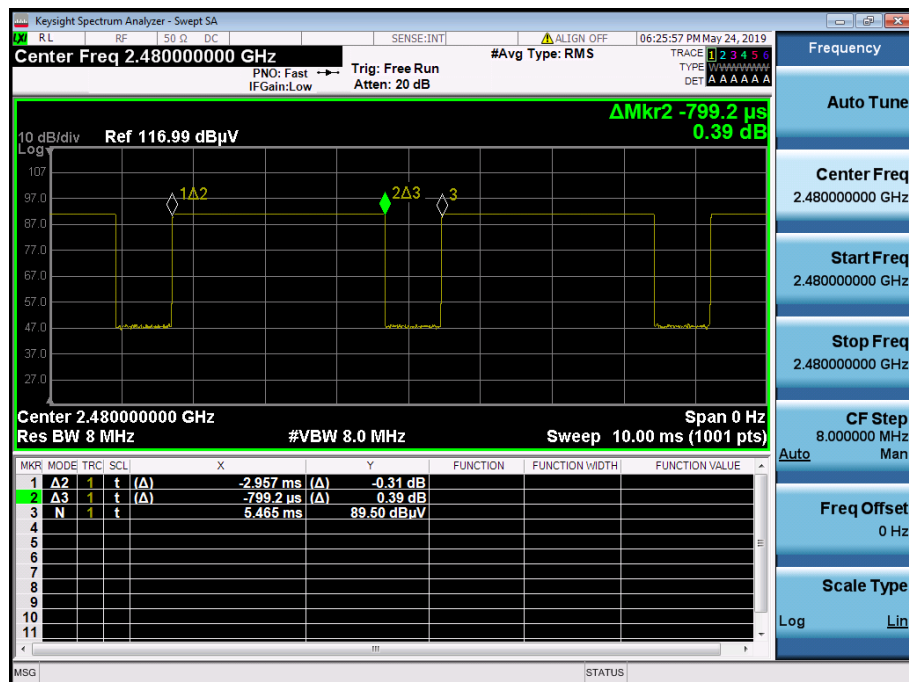 Keysight Spectrum Analyzer - Swept SA
LXI RL RF 50 Ω DC SENSE:INT ALIGN OFF 06:25:57 PM May 24, 2019
Center Freq 2.480000000 GHz
PNO: Fast
IFGain:Low
Trig: Free Run
Atten: 20 dB
#Avg Type: RMS
TRACE 1 2 3 4 5 6
TYPE WWWWWW
DET A A A A A A
ΔMkr2 -799.2 µs
0.39 dB
10 dB/div Ref 116.99 dBµV
Log
107
97.0
87.0
77.0
67.0
57.0
47.0
37.0
27.0
1Δ2
2Δ3
3
Center 2.480000000 GHz Span 0 Hz
Res BW 8 MHz #VBW 8.0 MHz Sweep 10.00 ms (1001 pts)
MKR MODE TRC SCL X Y FUNCTION FUNCTION WIDTH FUNCTION VALUE
1 Δ2 1 t (Δ) -2.957 ms (Δ) -0.31 dB
2 Δ3 1 t (Δ) -799.2 µs (Δ) 0.39 dB
3 N 1 t 5.465 ms 89.50 dBµV
4
5
6
7
8
9
10
11
MSG STATUS
Frequency
Auto Tune
Center Freq
2.480000000 GHz
Start Freq
2.480000000 GHz
Stop Freq
2.480000000 GHz
CF Step
8.000000 MHz
Auto Man
Freq Offset
0 Hz
Scale Type
Log Lin